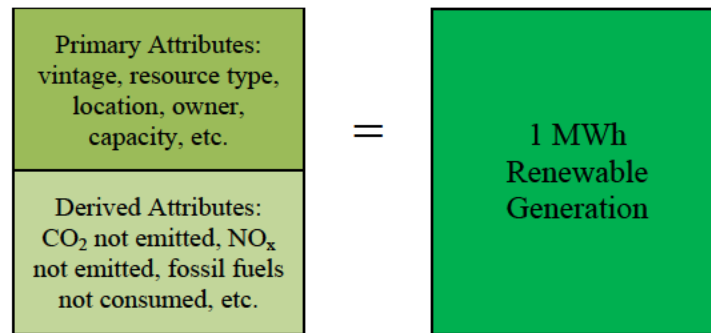 Primary Attributes:
vintage, resource type,
location, owner,
capacity, etc.
=
1 MWh
Renewable
Generation
Derived Attributes:
CO₂ not emitted, NOₓ
not emitted, fossil fuels
not consumed, etc.